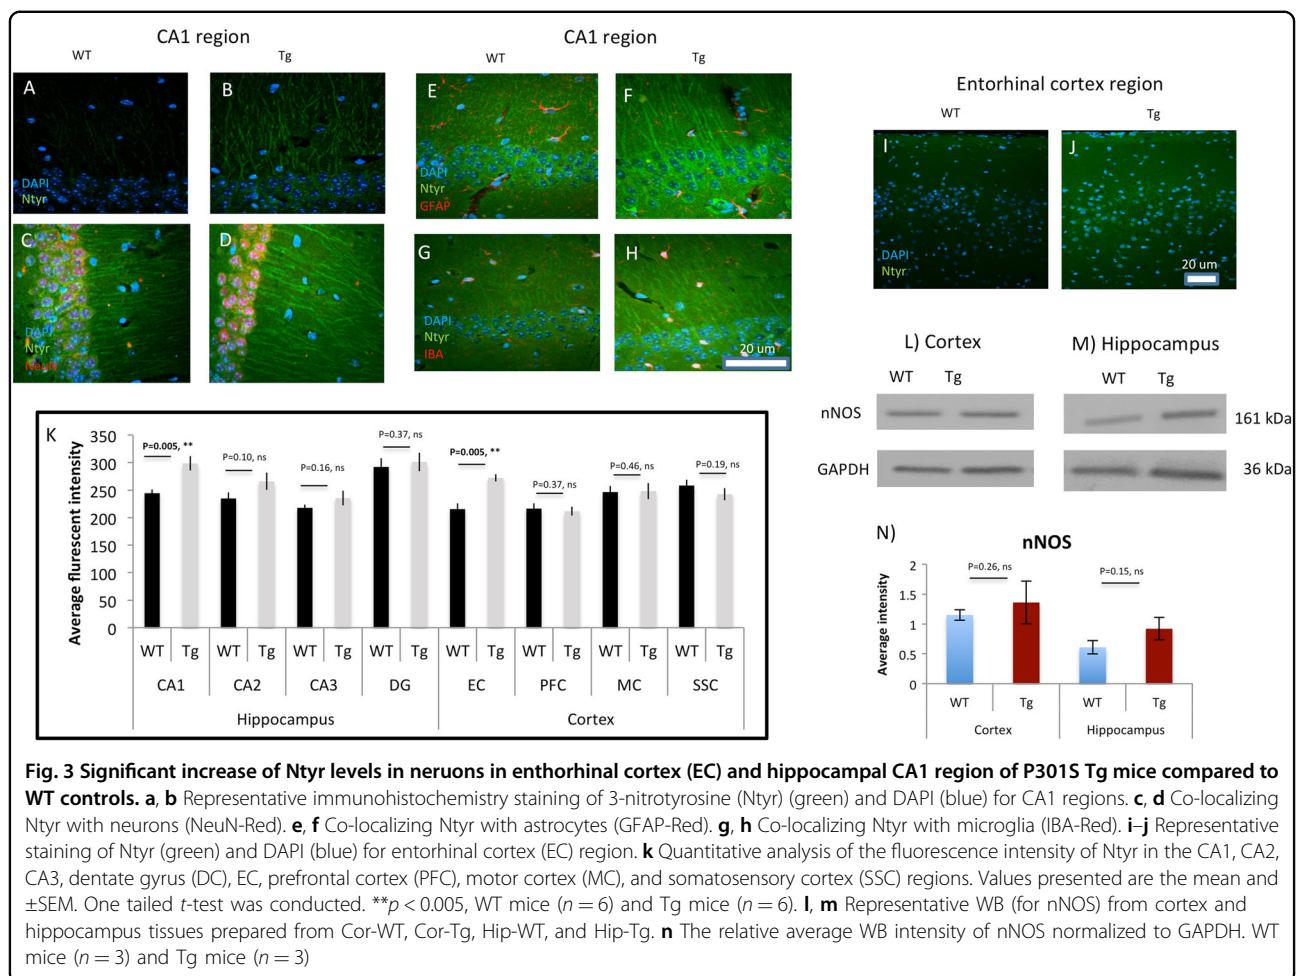 CA1 region
WT Tg
A
B
DAPI
Ntyr
C
D
DAPI
Ntyr
NeuN
CA1 region
WT Tg
E
F
DAPI
Ntyr
GFAP
G
H
DAPI
Ntyr
IBA
20 um
Entorhinal cortex region
WT Tg
I
J
DAPI
Ntyr
20 um
L) Cortex
WT Tg
M) Hippocampus
WT Tg
nNOS 161 kDa
GAPDH 36 kDa
K
Average flurescent intensity
350
300
250
200
150
100
50
0
P=0.005, **
P=0.10, ns
P=0.16, ns
P=0.37, ns
P=0.005, **
P=0.37, ns
P=0.46, ns
P=0.19, ns
WT Tg WT Tg WT Tg WT Tg WT Tg WT Tg WT Tg WT Tg
CA1 CA2 CA3 DG EC PFC MC SSC
Hippocampus Cortex
N)
nNOS
Average intensity
2
1.5
1
0.5
0
P=0.26, ns
P=0.15, ns
WT Tg WT Tg
Cortex Hippocampus
Fig. 3 Significant increase of Ntyr levels in neruons in enthorhinal cortex (EC) and hippocampal CA1 region of P301S Tg mice compared to
WT controls. a, b Representative immunohistochemistry staining of 3-nitrotyrosine (Ntyr) (green) and DAPI (blue) for CA1 regions. c, d Co-localizing
Ntyr with neurons (NeuN-Red). e, f Co-localizing Ntyr with astrocytes (GFAP-Red). g, h Co-localizing Ntyr with microglia (IBA-Red). i–j Representative
staining of Ntyr (green) and DAPI (blue) for entorhinal cortex (EC) region. k Quantitative analysis of the fluorescence intensity of Ntyr in the CA1, CA2,
CA3, dentate gyrus (DC), EC, prefrontal cortex (PFC), motor cortex (MC), and somatosensory cortex (SSC) regions. Values presented are the mean and
±SEM. One tailed t-test was conducted. **p < 0.005, WT mice (n = 6) and Tg mice (n = 6). l, m Representative WB (for nNOS) from cortex and
hippocampus tissues prepared from Cor-WT, Cor-Tg, Hip-WT, and Hip-Tg. n The relative average WB intensity of nNOS normalized to GAPDH. WT
mice (n = 3) and Tg mice (n = 3)